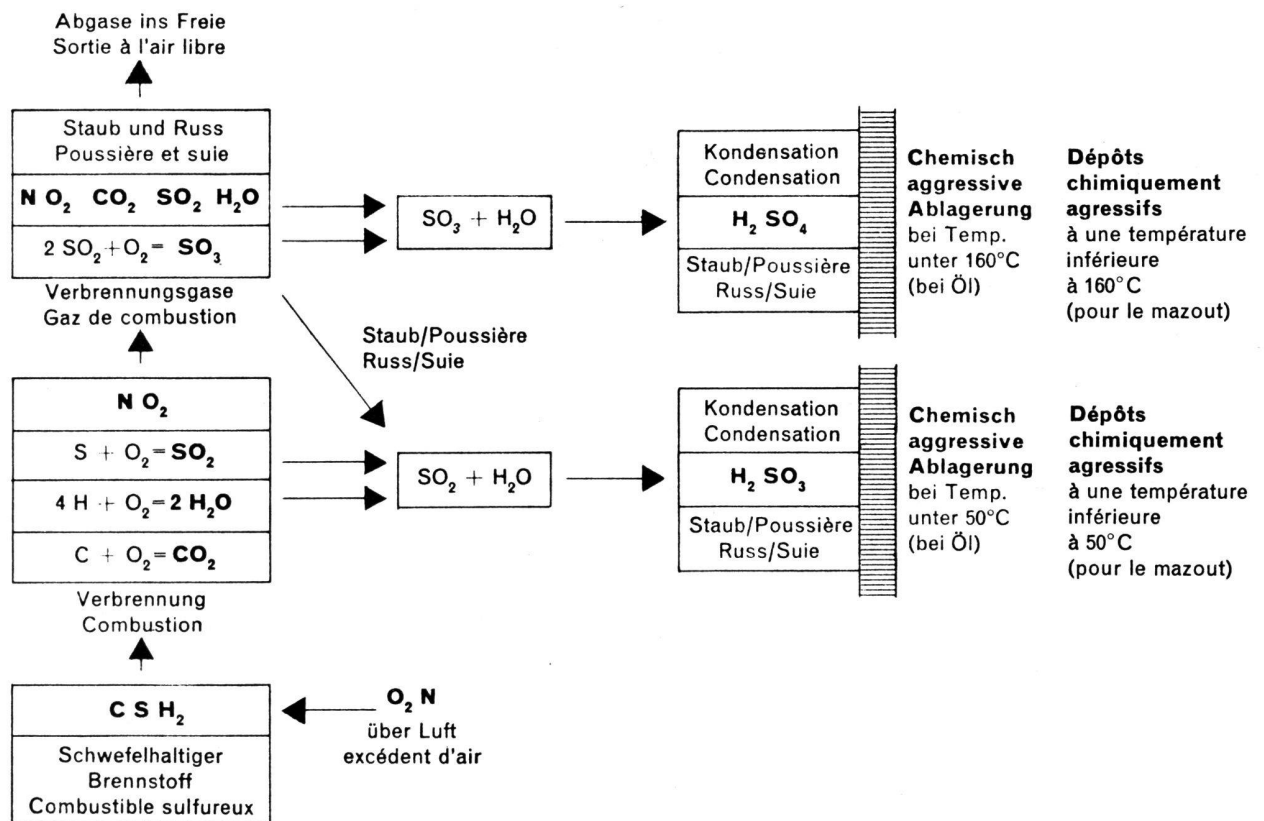 Abgase ins Freie
Sortie à l'air libre
Staub und Russ
Poussière et suie
N O₂ CO₂ SO₂ H₂O
2 SO₂+O₂= SO₃
Verbrennungsgase
Gaz de combustion
SO₃ + H₂O
Kondensation
Condensation
H₂ SO₄
Staub/Poussière
Russ/Suie
Chemisch
aggressive
Ablagerung
bei Temp.
unter 160°C
(bei Öl)
Dépôts
chimiquement
agressifs
à une température
inférieure
à 160°C
(pour le mazout)
Staub/Poussière
Russ/Suie
N O₂
S + O₂=SO₂
4 H + O₂=2 H₂O
C + O₂=CO₂
Verbrennung
Combustion
SO₂ + H₂O
Kondensation
Condensation
H₂ SO₃
Staub/Poussière
Russ/Suie
Chemisch
aggressive
Ablagerung
bei Temp.
unter 50°C
(bei Öl)
Dépôts
chimiquement
agressifs
à une température
inférieure
à 50°C
(pour le mazout)
C S H₂
Schwefelhaltiger
Brennstoff
Combustible sulfureux
O₂ N
über Luft
excédent d'air